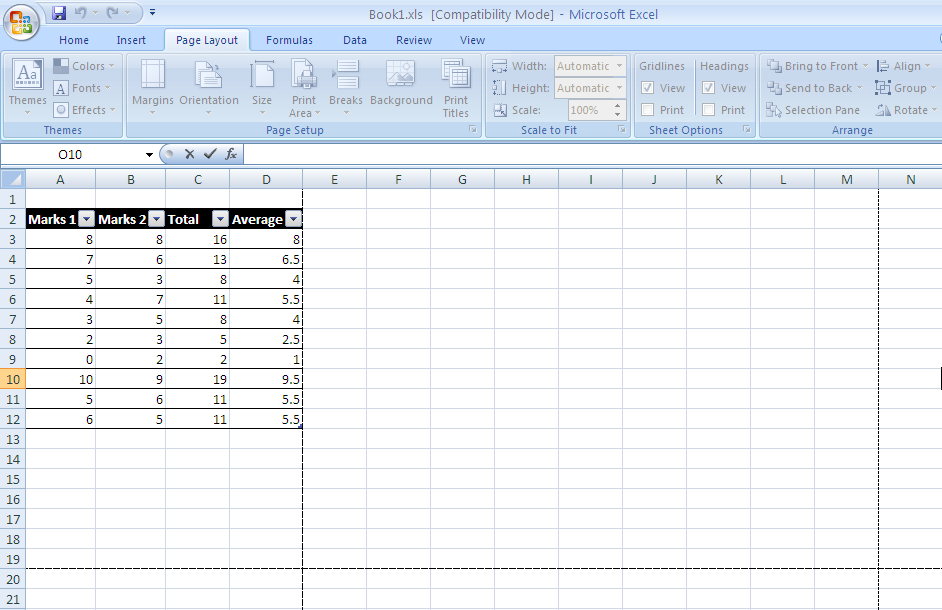 Book1.xls [Compatibility Mode] - Microsoft Excel
Home Insert Page Layout Formulas Data Review View
Aa Colors Width: Automatic Gridlines Headings Bring to Front Align
A Fonts Height: Automatic View View Send to Back Group
Themes Effects Margins Orientation Size Print Area Breaks Background Print Titles Scale: 100% Print Print Selection Pane Rotate
Themes Page Setup Scale to Fit Sheet Options Arrange
O10 fx
A B C D E F G H I J K L M N
1
2 Marks 1 Marks 2 Total Average
3 8 8 16 8
4 7 6 13 6.5
5 5 3 8 4
6 4 7 11 5.5
7 3 5 8 4
8 2 3 5 2.5
9 0 2 2 1
10 10 9 19 9.5
11 5 6 11 5.5
12 6 5 11 5.5
13
14
15
16
17
18
19
20
21